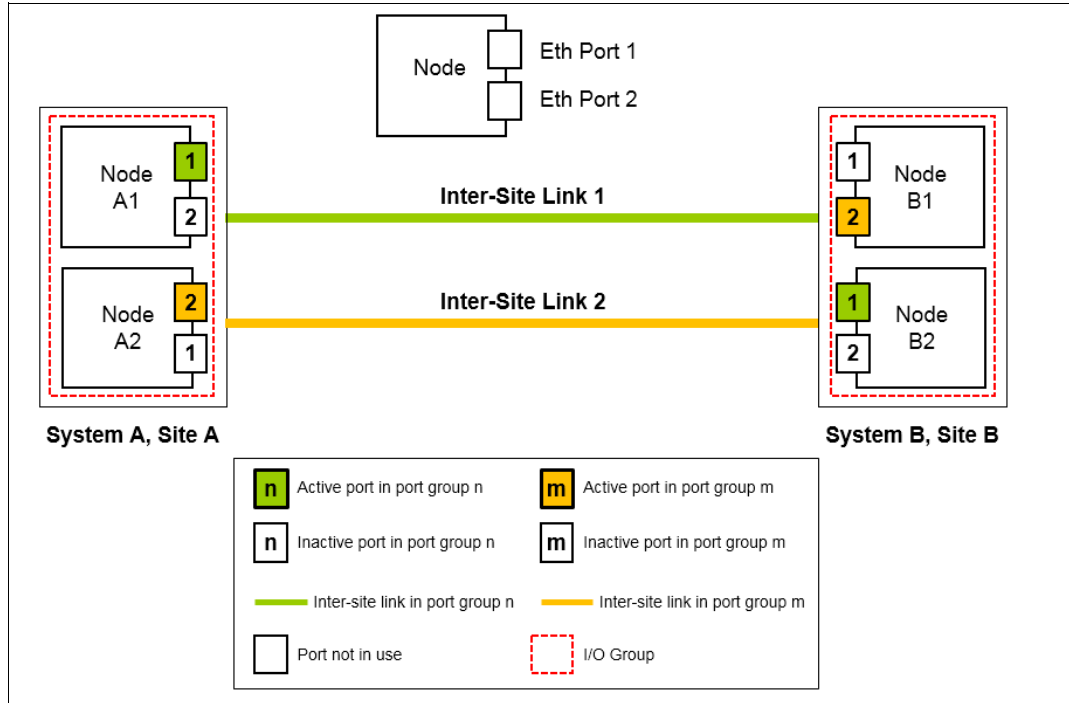 Node
Eth Port 1
Eth Port 2
Node
A1
1
2
Node
A2
2
1
System A, Site A
Inter-Site Link 1
Inter-Site Link 2
1
2
Node
B1
1
2
Node
B2
System B, Site B
n Active port in port group n
m Active port in port group m
n Inactive port in port group n
m Inactive port in port group m
Inter-site link in port group n
Inter-site link in port group m
Port not in use
I/O Group